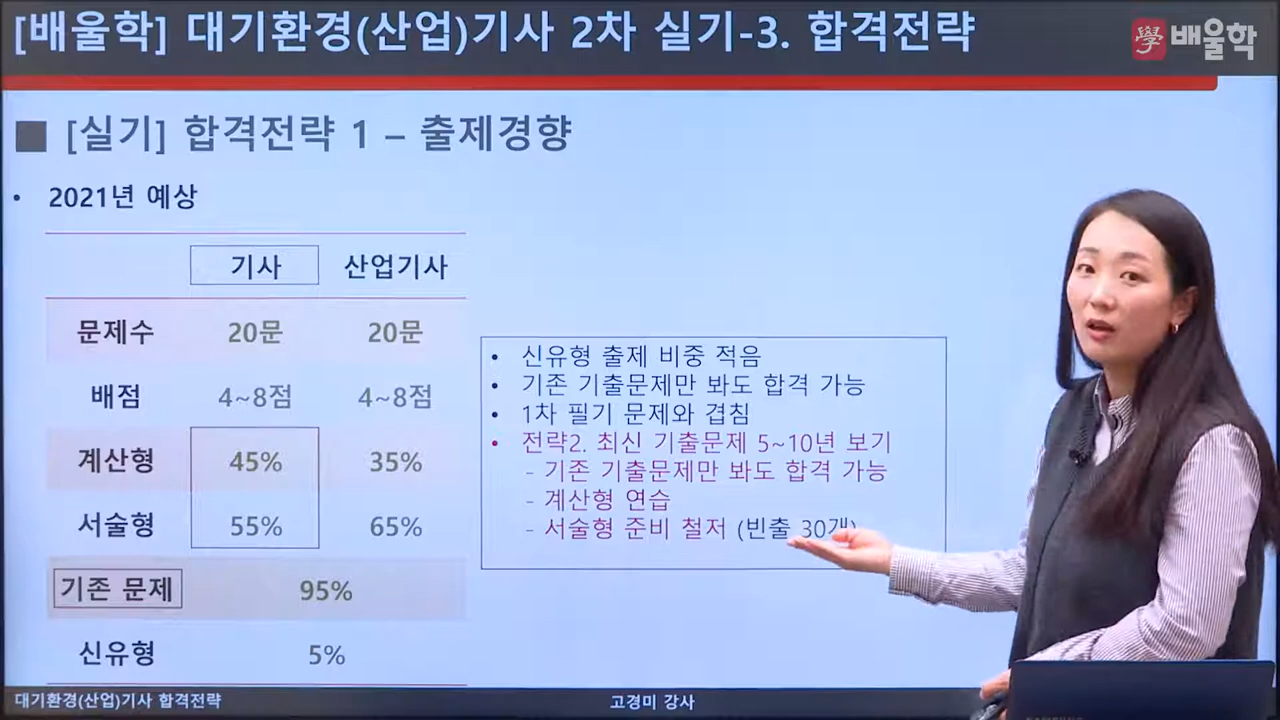 [배울학] 대기환경(산업)기사 2차 실기-3. 합격전략
學 배울학
■ [실기] 합격전략 1 – 출제경향
• 2021년 예상
기사 산업기사
문제수 20문 20문
배점 4~8점 4~8점
계산형 45% 35%
서술형 55% 65%
기존 문제 95%
신유형 5%
• 신유형 출제 비중 적음
• 기존 기출문제만 봐도 합격 가능
• 1차 필기 문제와 겹침
• 전략2. 최신 기출문제 5~10년 보기
- 기존 기출문제만 봐도 합격 가능
- 계산형 연습
- 서술형 준비 철저 (빈출 30개)
대기환경(산업)기사 합격전략
고경미 강사